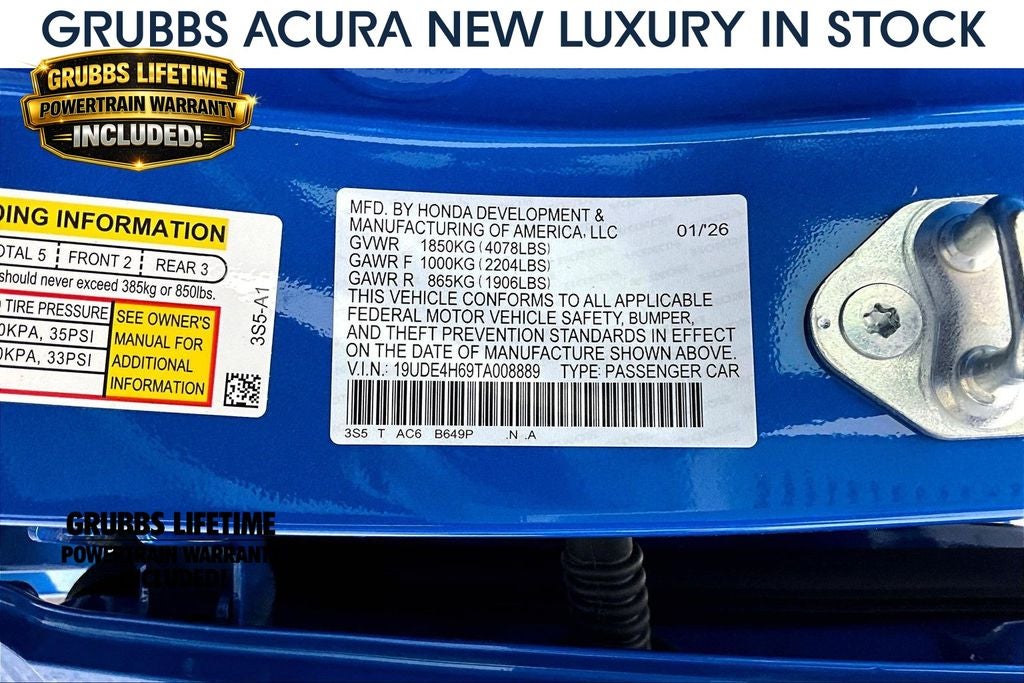 GRUBBS ACURA NEW LUXURY IN STOCK
GRUBBS LIFETIME
POWERTRAIN WARRANTY
INCLUDED!
DING INFORMATION
OTAL 5 FRONT 2 REAR 3
should never exceed 385kg or 850lbs.
TIRE PRESSURE
0KPA, 35PSI
0KPA, 33PSI
SEE OWNER'S
MANUAL FOR
ADDITIONAL
INFORMATION
3S5-A1
MFD. BY HONDA DEVELOPMENT &
MANUFACTURING OF AMERICA, LLC 01/'26
GVWR 1850KG (4078LBS)
GAWR F 1000KG (2204LBS)
GAWR R 865KG (1906LBS)
THIS VEHICLE CONFORMS TO ALL APPLICABLE
FEDERAL MOTOR VEHICLE SAFETY, BUMPER,
AND THEFT PREVENTION STANDARDS IN EFFECT
ON THE DATE OF MANUFACTURE SHOWN ABOVE.
V.I.N.: 19UDE4H69TA008889 TYPE: PASSENGER CAR
3S5 T AC6 B649P .N .A
GRUBBS LIFETIME
POWERTRAIN WARRANT
INCLUDED!